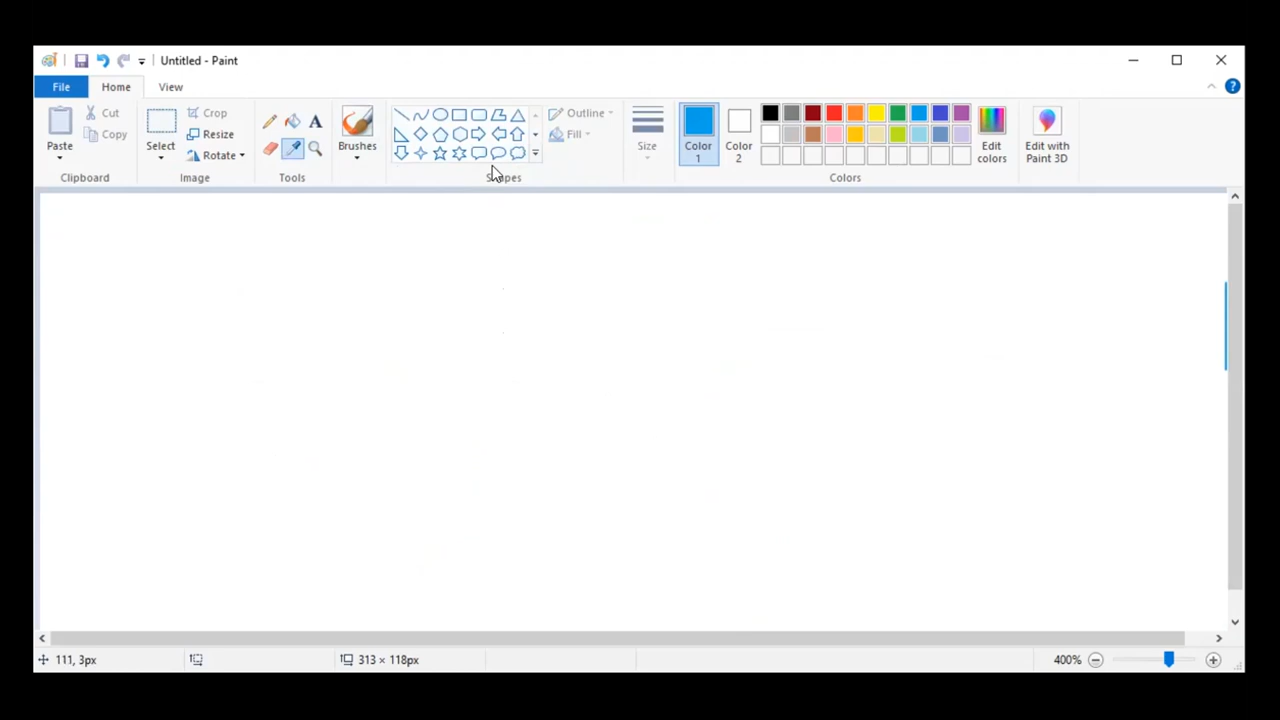 Untitled - Paint
File Home View
Paste Cut Copy Select Crop Resize Rotate A Brushes Outline Fill Size Color 1 Color 2 Edit colors Edit with Paint 3D
Clipboard Image Tools Shapes Colors
111, 3px 313 × 118px 400%